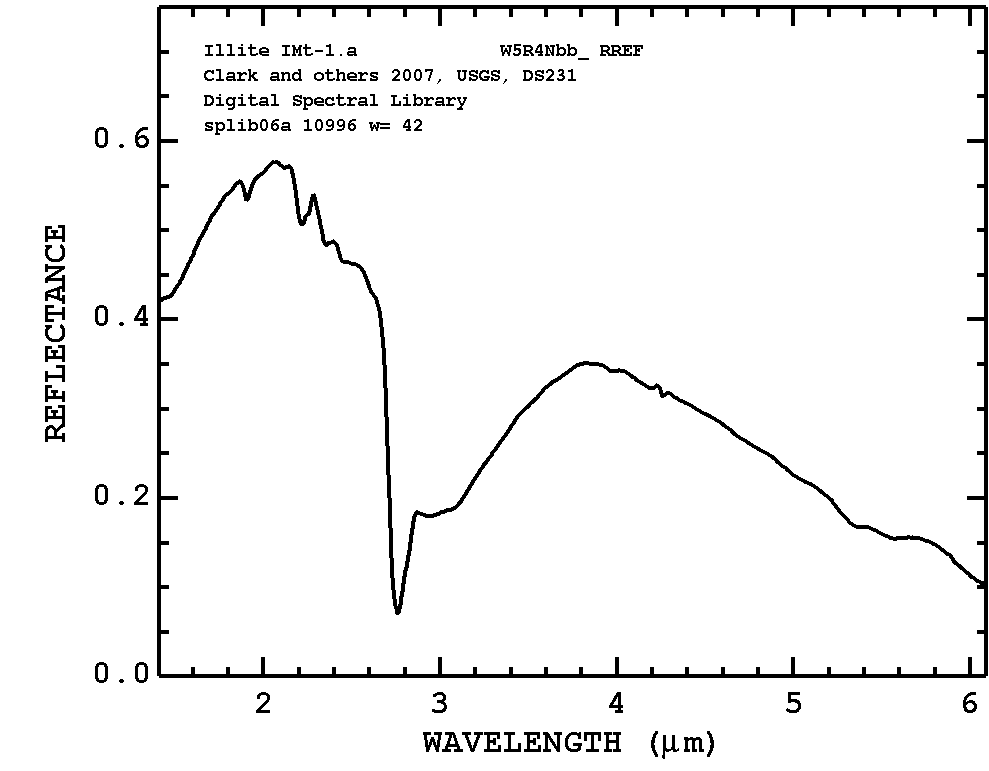 Illite IMt-1.a W5R4Nbb_ RREF
Clark and others 2007, USGS, DS231
Digital Spectral Library
splib06a 10996 w= 42
0.6
0.4
0.2
0.0
REFLECTANCE
2 3 4 5 6
WAVELENGTH (μm)